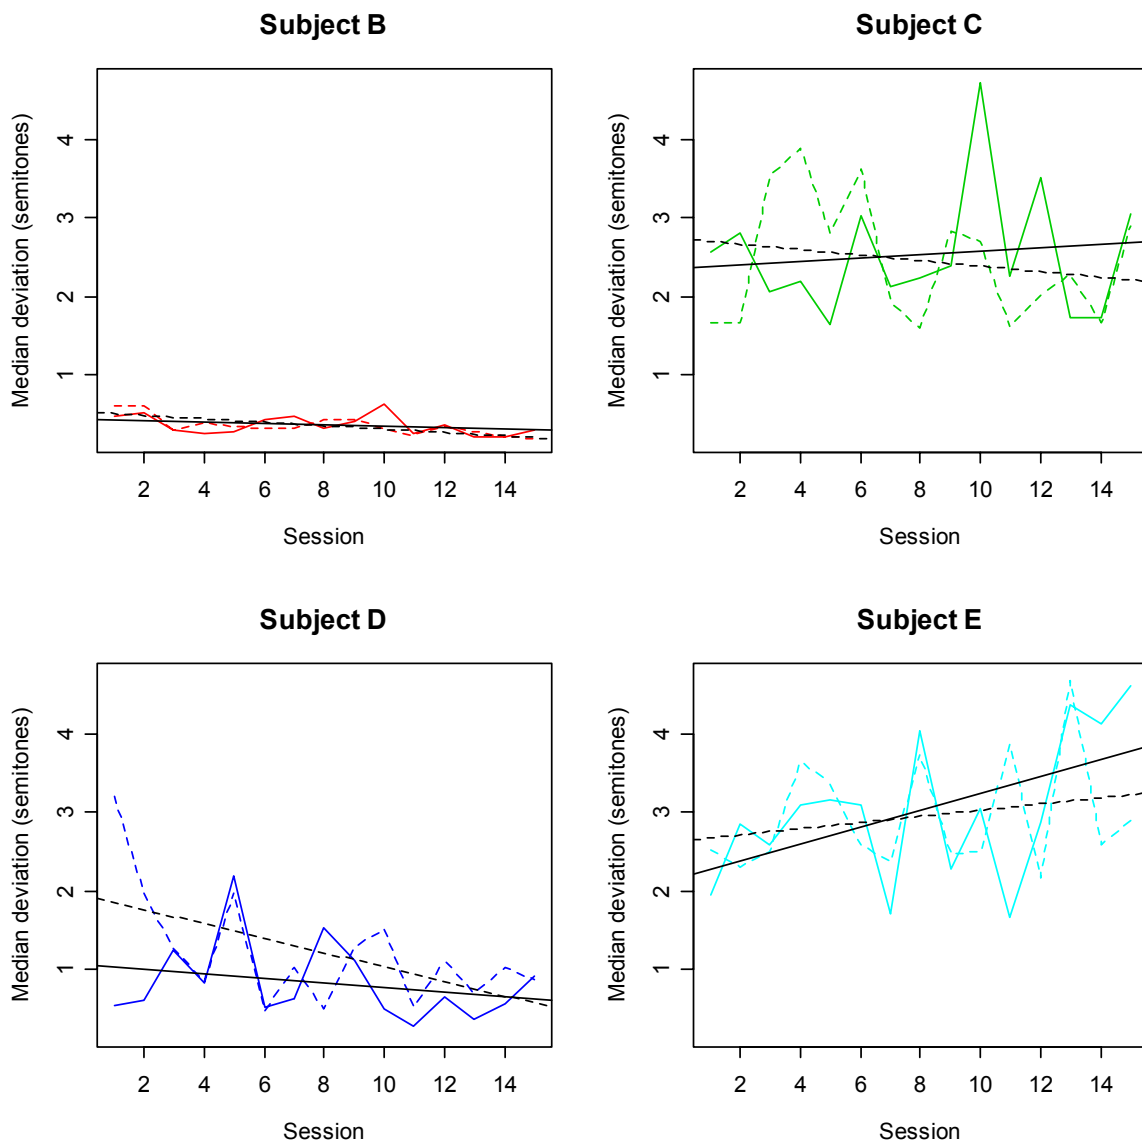 Subject B
Median deviation (semitones)
4
3
2
1
2 4 6 8 10 12 14
Session
Subject C
Median deviation (semitones)
4
3
2
1
2 4 6 8 10 12 14
Session
Subject D
Median deviation (semitones)
4
3
2
1
2 4 6 8 10 12 14
Session
Subject E
Median deviation (semitones)
4
3
2
1
2 4 6 8 10 12 14
Session